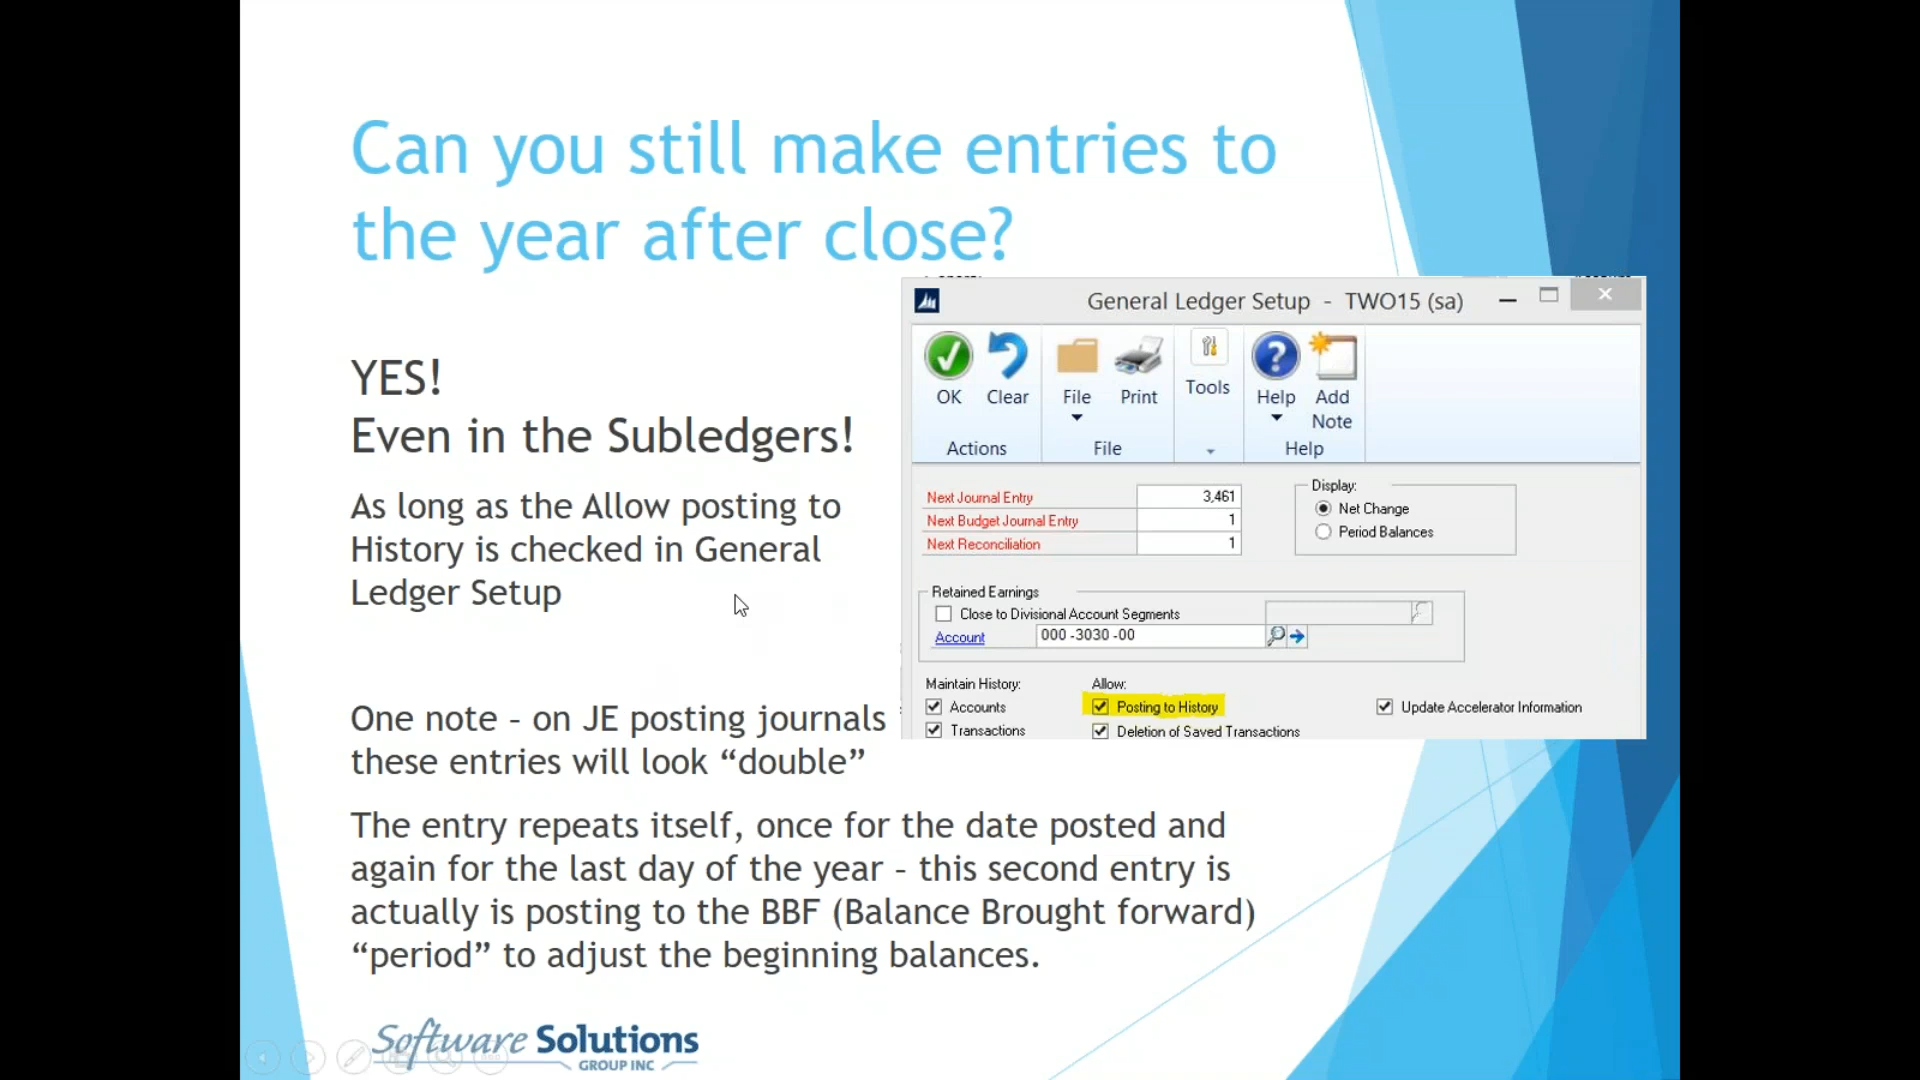 Can you still make entries to
the year after close?
YES!
Even in the Subledgers!
As long as the Allow posting to
History is checked in General
Ledger Setup
One note – on JE posting journals
these entries will look “double”
The entry repeats itself, once for the date posted and
again for the last day of the year – this second entry is
actually is posting to the BBF (Balance Brought forward)
“period” to adjust the beginning balances.
General Ledger Setup - TWO15 (sa)
OK Clear File Print Tools Help Add Note
Actions File Help
Next Journal Entry 3,461
Next Budget Journal Entry 1
Next Reconciliation 1
Display:
Net Change
Period Balances
Retained Earnings
Close to Divisional Account Segments
Account 000 -3030 -00
Maintain History: Allow:
Accounts Posting to History Update Accelerator Information
Transactions Deletion of Saved Transactions
Software Solutions
GROUP INC